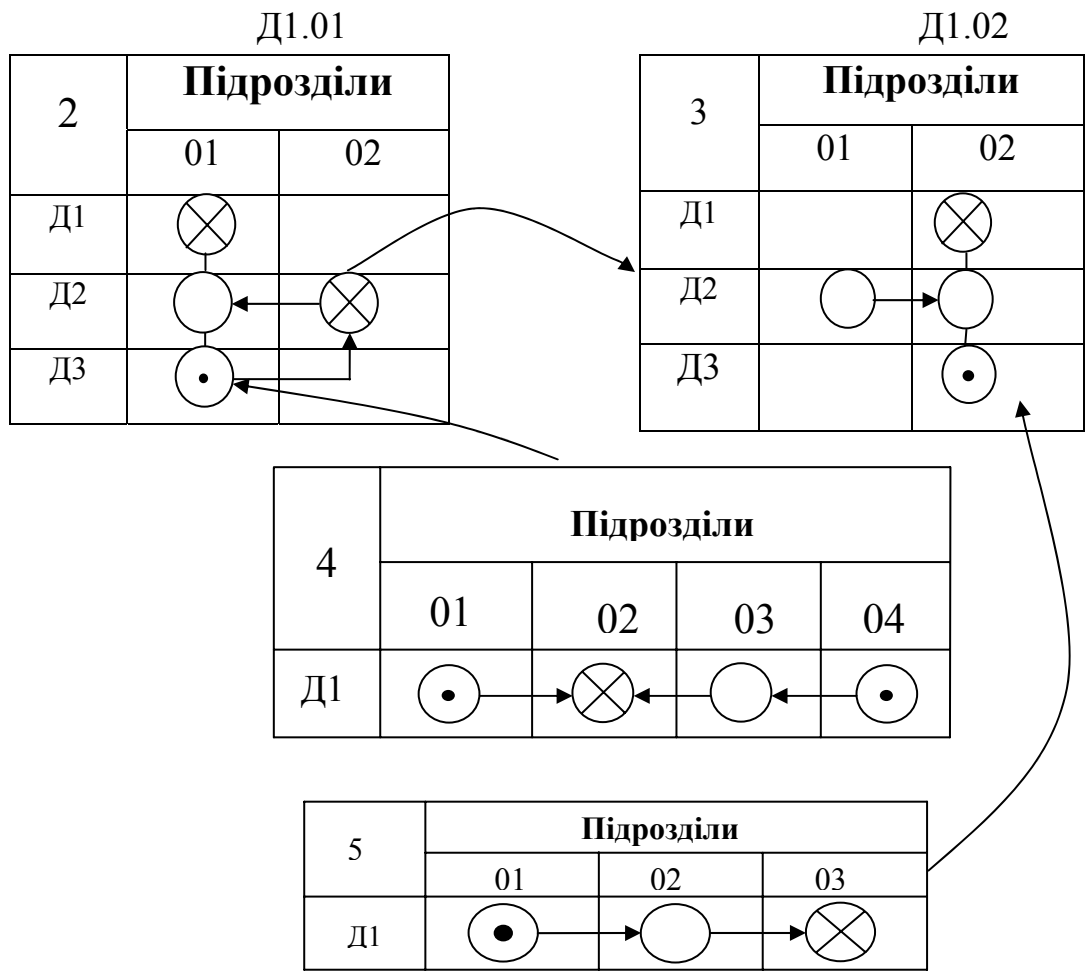 Д1.01 Д1.02
2 Підрозділи
01 02
Д1
Д2
Д3
3 Підрозділи
01 02
Д1
Д2
Д3
4 Підрозділи
01 02 03 04
Д1
5 Підрозділи
01 02 03
Д1